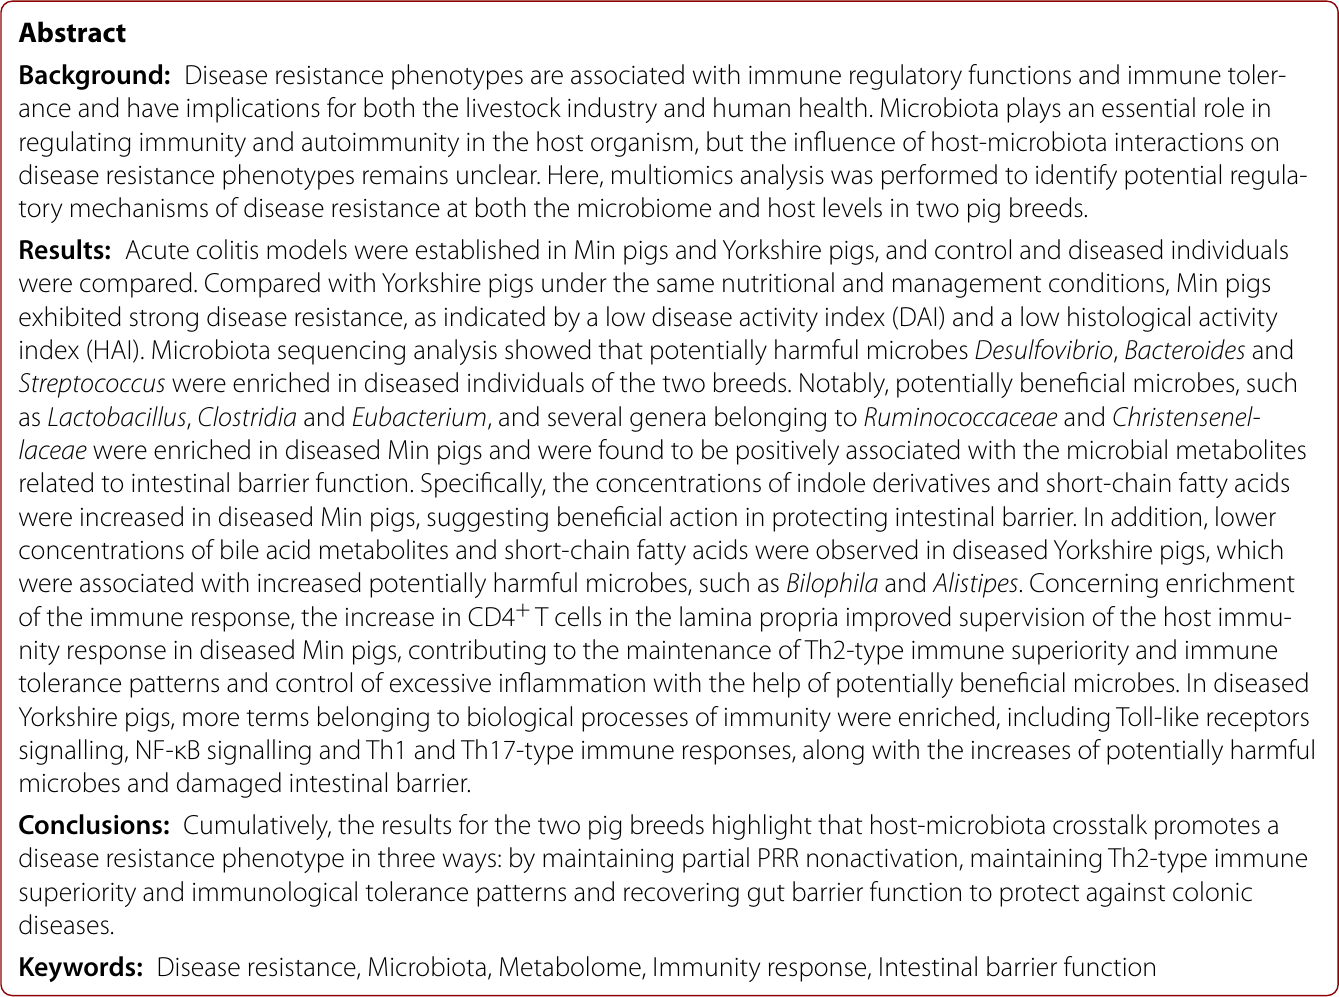 Abstract
Background: Disease resistance phenotypes are associated with immune regulatory functions and immune toler-
ance and have implications for both the livestock industry and human health. Microbiota plays an essential role in
regulating immunity and autoimmunity in the host organism, but the influence of host-microbiota interactions on
disease resistance phenotypes remains unclear. Here, multiomics analysis was performed to identify potential regula-
tory mechanisms of disease resistance at both the microbiome and host levels in two pig breeds.
Results: Acute colitis models were established in Min pigs and Yorkshire pigs, and control and diseased individuals
were compared. Compared with Yorkshire pigs under the same nutritional and management conditions, Min pigs
exhibited strong disease resistance, as indicated by a low disease activity index (DAI) and a low histological activity
index (HAI). Microbiota sequencing analysis showed that potentially harmful microbes Desulfovibrio, Bacteroides and
Streptococcus were enriched in diseased individuals of the two breeds. Notably, potentially beneficial microbes, such
as Lactobacillus, Clostridia and Eubacterium, and several genera belonging to Ruminococcaceae and Christensenel-
laceae were enriched in diseased Min pigs and were found to be positively associated with the microbial metabolites
related to intestinal barrier function. Specifically, the concentrations of indole derivatives and short-chain fatty acids
were increased in diseased Min pigs, suggesting beneficial action in protecting intestinal barrier. In addition, lower
concentrations of bile acid metabolites and short-chain fatty acids were observed in diseased Yorkshire pigs, which
were associated with increased potentially harmful microbes, such as Bilophila and Alistipes. Concerning enrichment
of the immune response, the increase in CD4⁺ T cells in the lamina propria improved supervision of the host immu-
nity response in diseased Min pigs, contributing to the maintenance of Th2-type immune superiority and immune
tolerance patterns and control of excessive inflammation with the help of potentially beneficial microbes. In diseased
Yorkshire pigs, more terms belonging to biological processes of immunity were enriched, including Toll-like receptors
signalling, NF-κB signalling and Th1 and Th17-type immune responses, along with the increases of potentially harmful
microbes and damaged intestinal barrier.
Conclusions: Cumulatively, the results for the two pig breeds highlight that host-microbiota crosstalk promotes a
disease resistance phenotype in three ways: by maintaining partial PRR nonactivation, maintaining Th2-type immune
superiority and immunological tolerance patterns and recovering gut barrier function to protect against colonic
diseases.
Keywords: Disease resistance, Microbiota, Metabolome, Immunity response, Intestinal barrier function